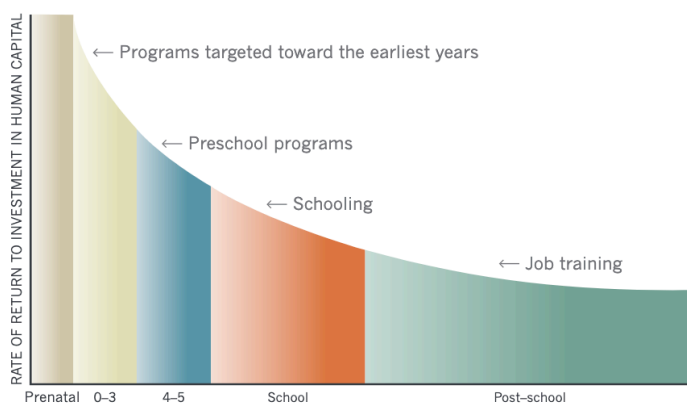 RATE OF RETURN TO INVESTMENT IN HUMAN CAPITAL
← Programs targeted toward the earliest years
← Preschool programs
← Schooling
← Job training
Prenatal 0–3 4–5 School Post–school